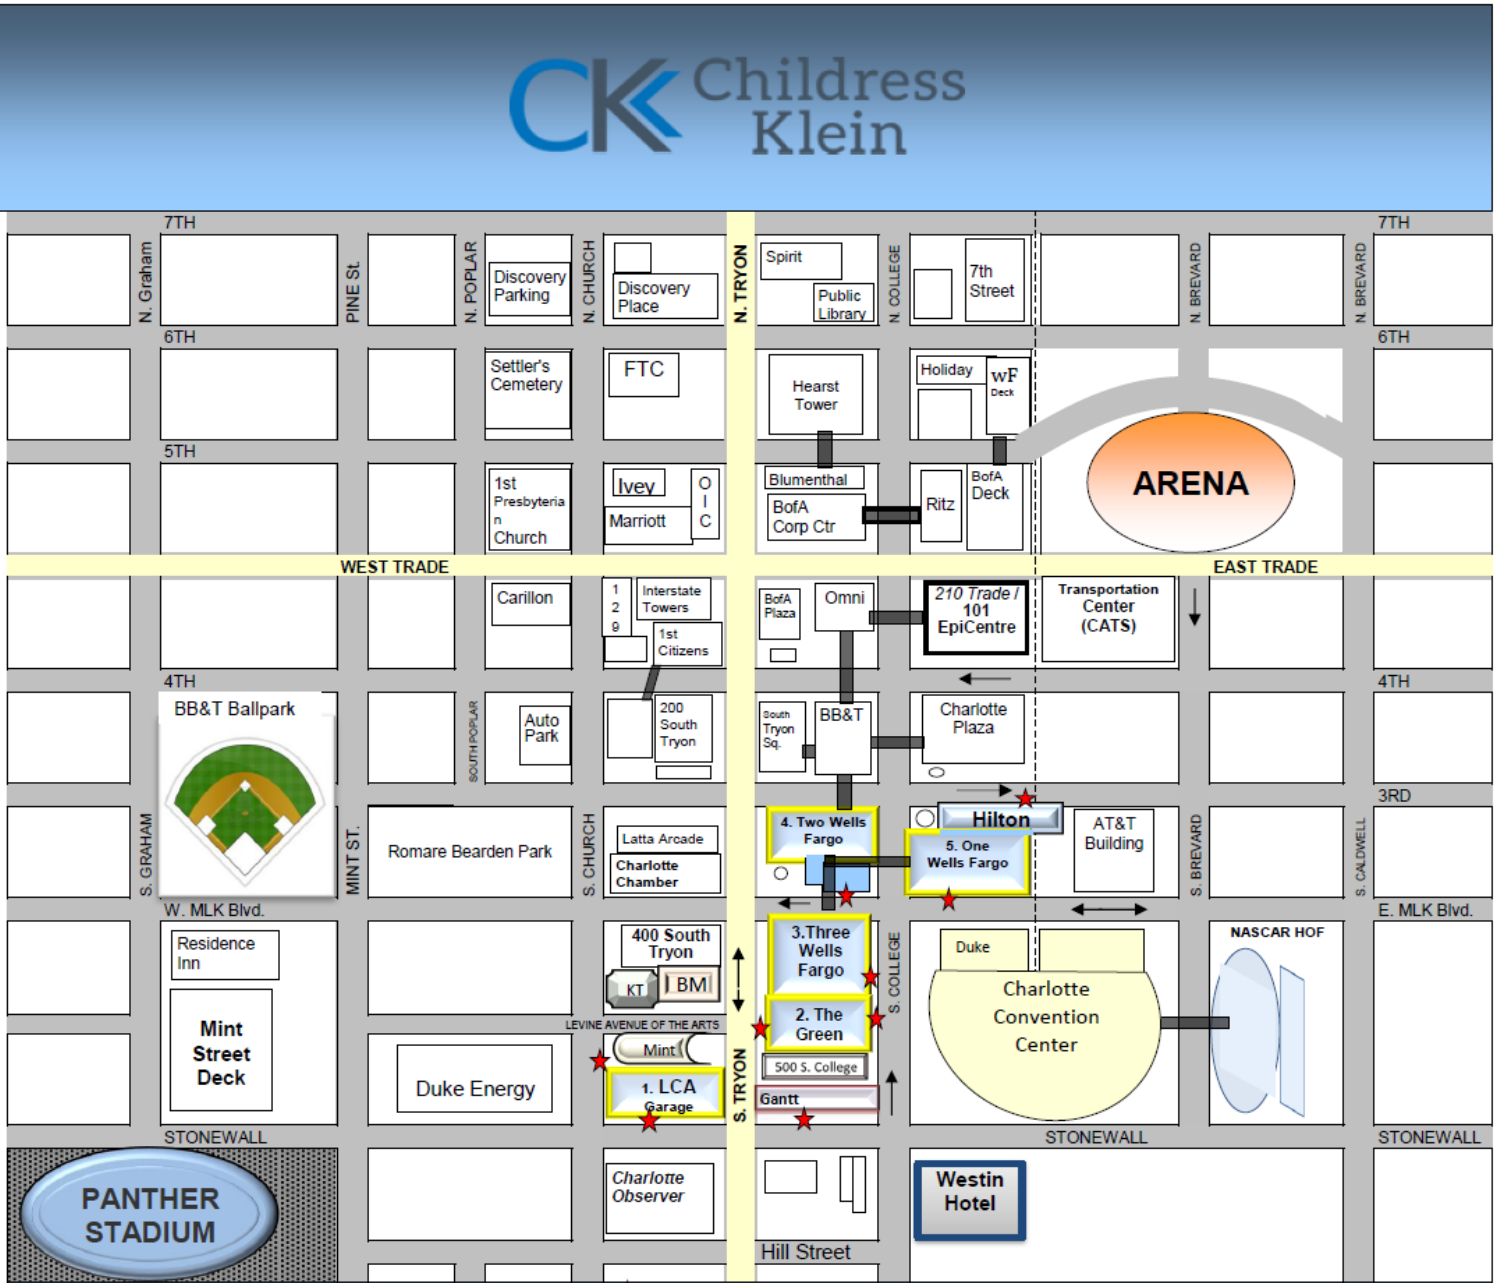 CK Childress
Klein
7TH
7TH
N. Graham
PINE St.
N. POPLAR
N. CHURCH
N. TRYON
N. COLLEGE
N. BREVARD
N. BREVARD
Discovery
Parking
Discovery
Place
Spirit
Public
Library
7th
Street
6TH
6TH
Settler's
Cemetery
FTC
Hearst
Tower
Holiday
wF
Deck
5TH
1st
Presbyteria
n
Church
Ivey
Marriott
O
I
C
Blumenthal
BofA
Corp Ctr
Ritz
BofA
Deck
ARENA
WEST TRADE
EAST TRADE
Carillon
1
2
9
Interstate
Towers
1st
Citizens
BofA
Plaza
Omni
210 Trade /
101
EpiCentre
Transportation
Center
(CATS)
4TH
4TH
BB&T Ballpark
SOUTH POPLAR
Auto
Park
200
South
Tryon
South
Tryon
Sq.
BB&T
Charlotte
Plaza
3RD
S. GRAHAM
MINT ST.
Romare Bearden Park
S. CHURCH
Latta Arcade
Charlotte
Chamber
4. Two Wells
Fargo
Hilton
5. One
Wells Fargo
AT&T
Building
S. BREVARD
S. CALDWELL
W. MLK Blvd.
E. MLK Blvd.
Residence
Inn
400 South
Tryon
KT
BM
3.Three
Wells
Fargo
S. COLLEGE
Duke
NASCAR HOF
Charlotte
Convention
Center
Mint
Street
Deck
LEVINE AVENUE OF THE ARTS
2. The
Green
Mint
Duke Energy
1. LCA
Garage
S. TRYON
500 S. College
Gantt
STONEWALL
STONEWALL
STONEWALL
PANTHER
STADIUM
Charlotte
Observer
Westin
Hotel
Hill Street